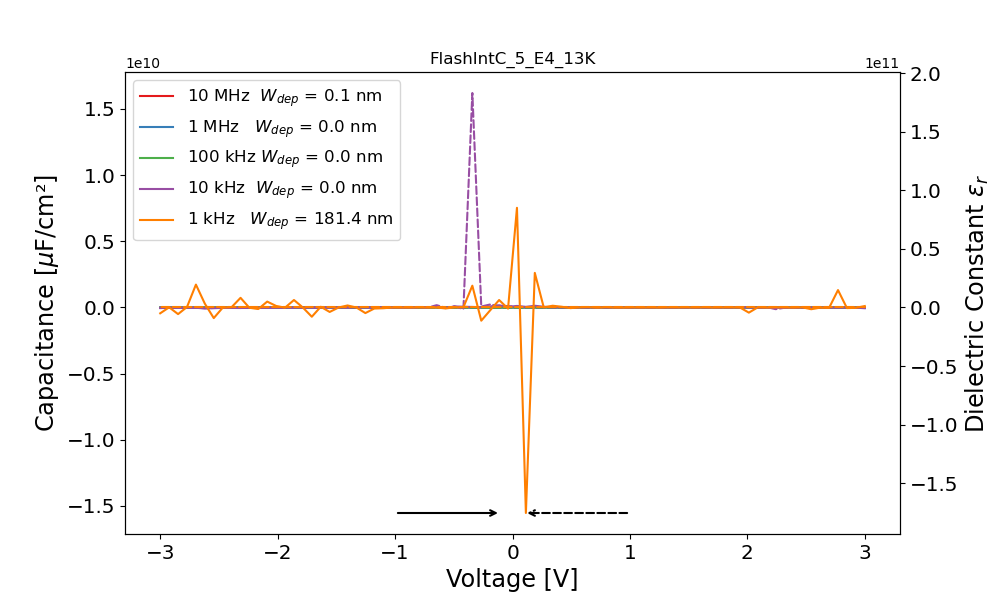 FlashIntC_5_E4_13K
1e10
1e11
10 MHz W_dep = 0.1 nm
1 MHz W_dep = 0.0 nm
100 kHz W_dep = 0.0 nm
10 kHz W_dep = 0.0 nm
1 kHz W_dep = 181.4 nm
Capacitance [μF/cm²]
1.5
1.0
0.5
0.0
−0.5
−1.0
−1.5
2.0
1.5
1.0
0.5
0.0
−0.5
−1.0
−1.5
Dielectric Constant ε_r
−3
−2
−1
0
1
2
3
Voltage [V]